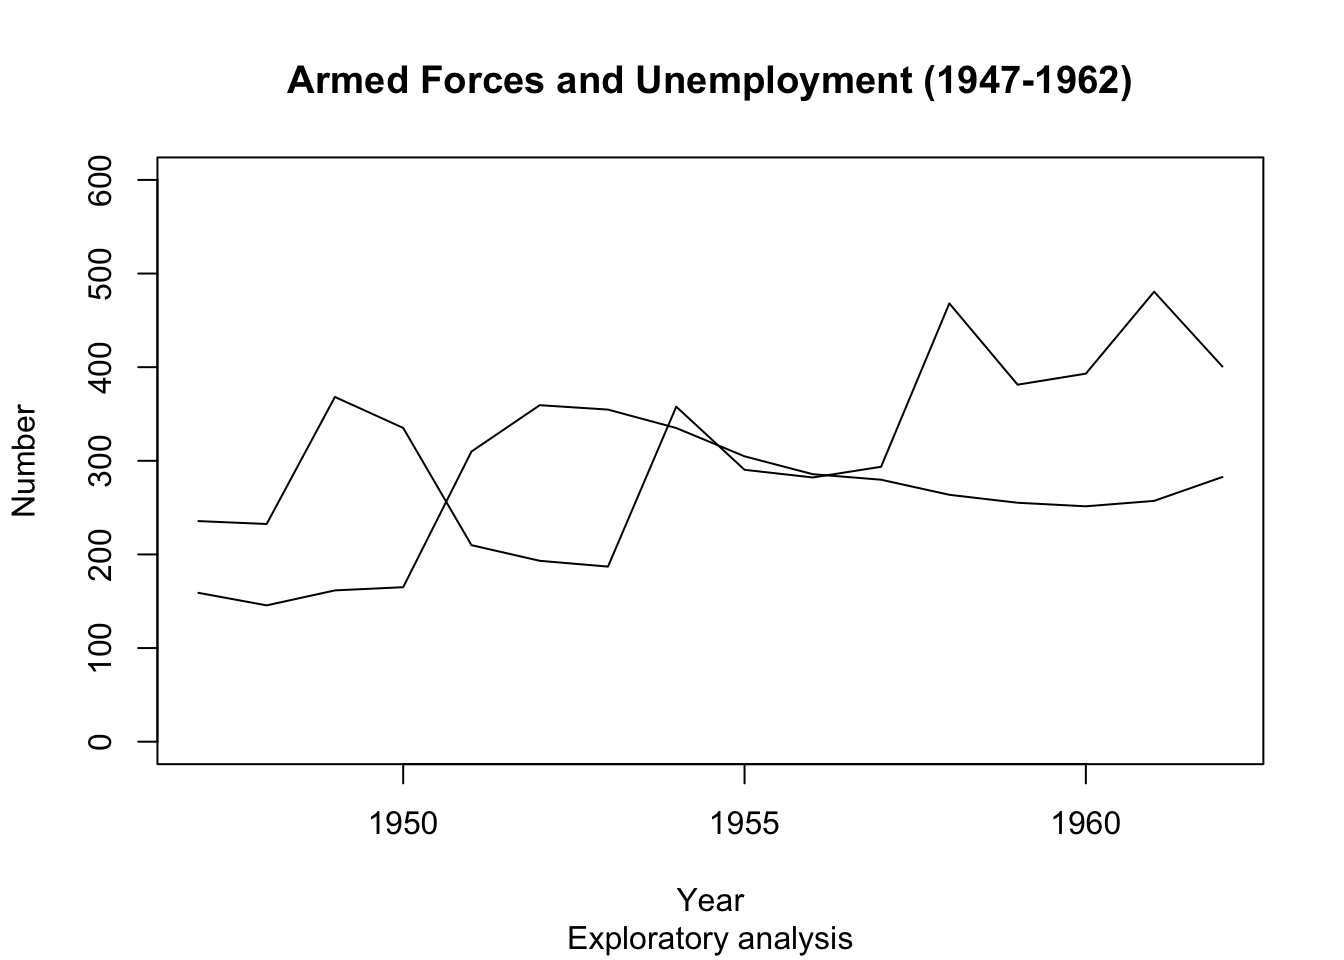 Armed Forces and Unemployment (1947-1962)
600
500
400
300
200
100
0
Number
1950 1955 1960
Year
Exploratory analysis